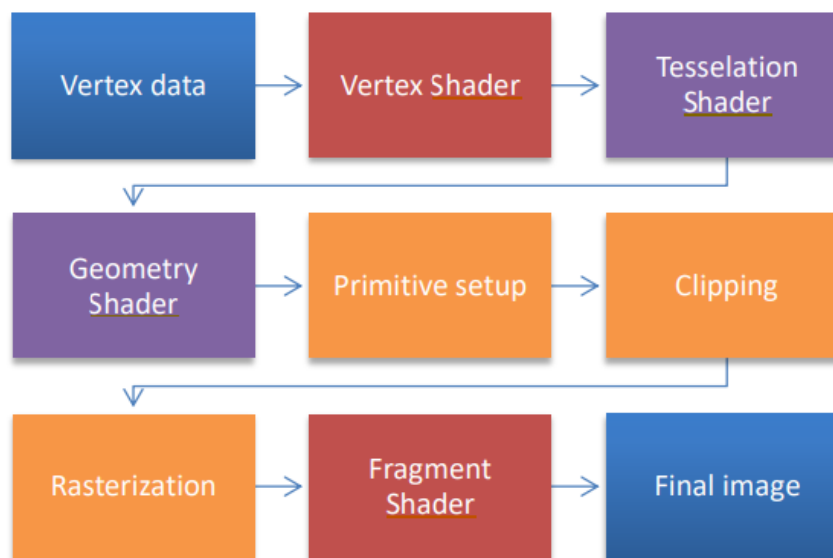 Vertex data
Vertex Shader
Tesselation
Shader
Geometry
Shader
Primitive setup
Clipping
Rasterization
Fragment
Shader
Final image